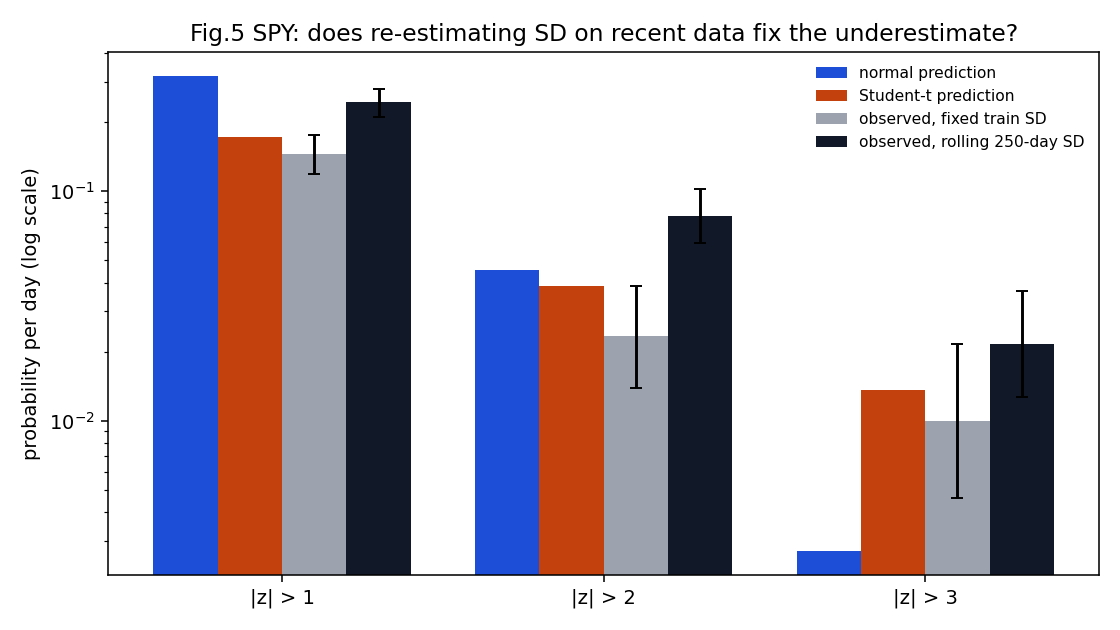 Fig.5 SPY: does re-estimating SD on recent data fix the underestimate?
normal prediction
Student-t prediction
observed, fixed train SD
observed, rolling 250-day SD
probability per day (log scale)
10⁻¹
10⁻²
|z| > 1
|z| > 2
|z| > 3